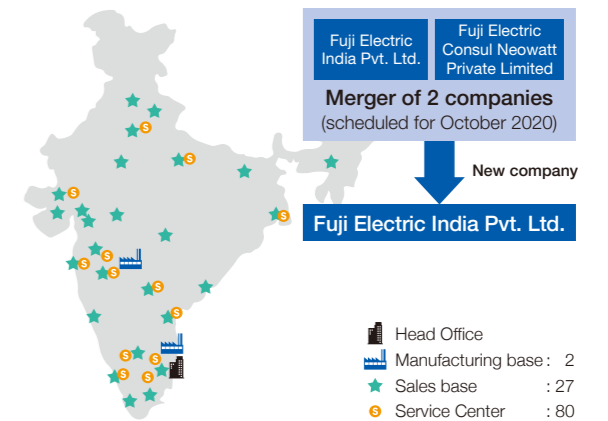 Fuji Electric
India Pvt. Ltd.
Fuji Electric
Consul Neowatt
Private Limited
Merger of 2 companies
(scheduled for October 2020)
New company
Fuji Electric India Pvt. Ltd.
Head Office
Manufacturing base : 2
Sales base : 27
S Service Center : 80